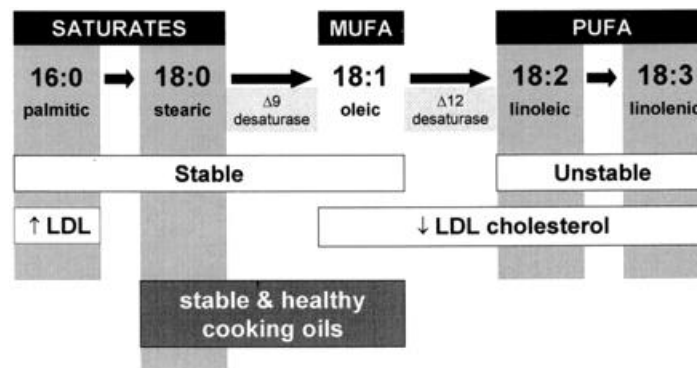 SATURATES MUFA PUFA
16:0 18:0 18:1 18:2 18:3
palmitic stearic Δ9 desaturase oleic Δ12 desaturase linoleic linolenic
Stable Unstable
↑ LDL ↓ LDL cholesterol
stable & healthy
cooking oils